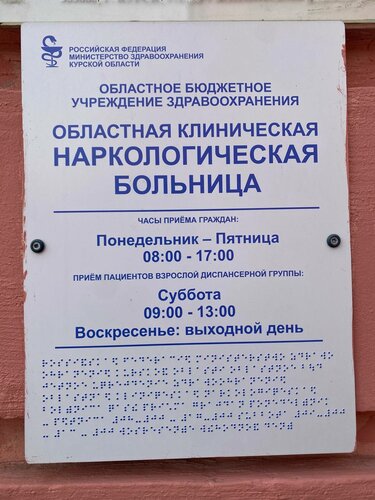 РОССИЙСКАЯ ФЕДЕРАЦИЯ
МИНИСТЕРСТВО ЗДРАВООХРАНЕНИЯ
КУРСКОЙ ОБЛАСТИ
ОБЛАСТНОЕ БЮДЖЕТНОЕ
УЧРЕЖДЕНИЕ ЗДРАВООХРАНЕНИЯ
ОБЛАСТНАЯ КЛИНИЧЕСКАЯ
НАРКОЛОГИЧЕСКАЯ
БОЛЬНИЦА
ЧАСЫ ПРИЁМА ГРАЖДАН:
Понедельник – Пятница
08:00 - 17:00
ПРИЁМ ПАЦИЕНТОВ ВЗРОСЛОЙ ДИСПАНСЕРНОЙ ГРУППЫ:
Суббота
09:00 - 13:00
Воскресенье: выходной день